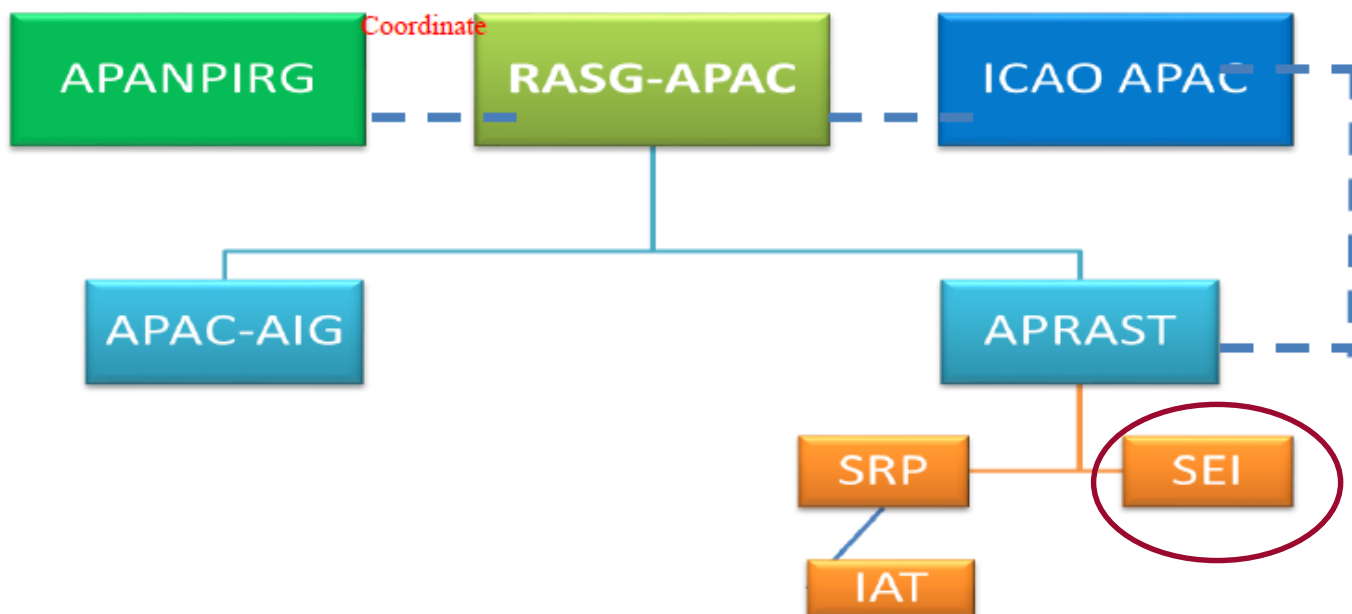 Coordinate
APANPIRG
RASG-APAC
ICAO APAC
APAC-AIG
APRAST
SRP
SEI
IAT